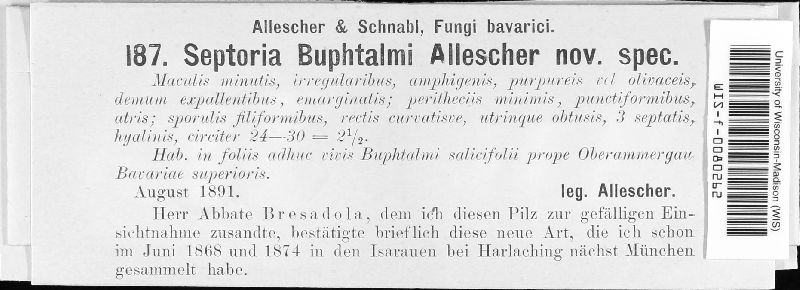 Allescher & Schnabl, Fungi bavarici.
187. Septoria Buphtalmi Allescher nov. spec.
Maculis minutis, irregularibus, amphigenis, purpureis vel olivaceis,
demum expallentibus, emarginatis; peritheciis minimis, punctiformibus,
atris; sporulis filiformibus, rectis curvatisve, utrinque obtusis, 3 septatis,
hyalinis, circiter 24—30 = 2½.
Hab. in foliis adhuc vivis Buphtalmi salicifolii prope Oberammergau
Bavariae superioris.
August 1891. leg. Allescher.
Herr Abbate Bresadola, dem ich diesen Pilz zur gefälligen Ein-
sichtnahme zusandte, bestätigte brieflich diese neue Art, die ich schon
im Juni 1868 und 1874 in den Isarauen bei Harlaching nächst München
gesammelt habe.
University of Wisconsin-Madison (WIS)
WIS-f-0080262